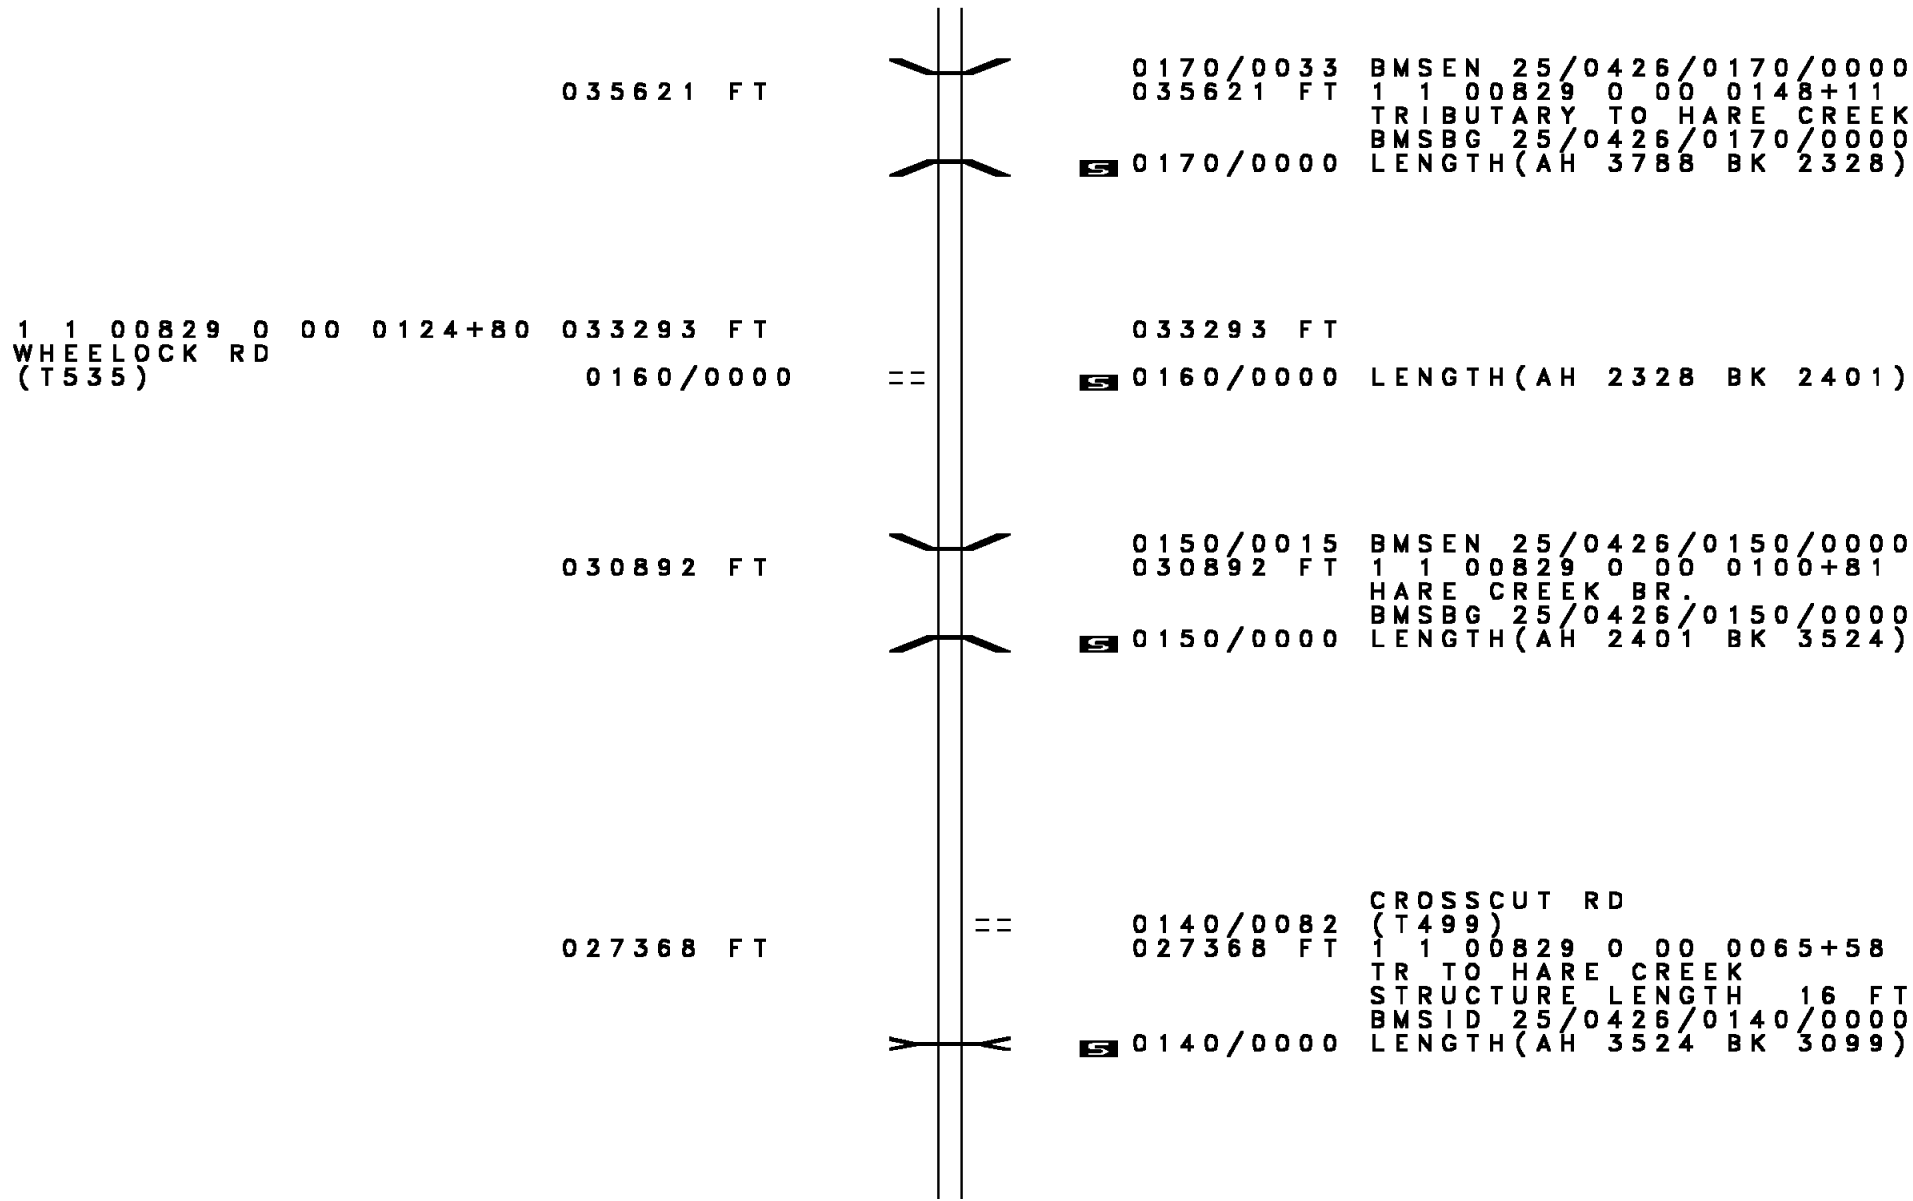 0170/0033 BMSEN 25/0426/0170/0000
035621 FT 035621 FT 1 1 00829 0 00 0148+11
TRIBUTARY TO HARE CREEK
BMSBG 25/0426/0170/0000
S 0170/0000 LENGTH(AH 3788 BK 2328)
1 1 00829 0 00 0124+80 033293 FT 033293 FT
WHEELOCK RD
(T535) 0160/0000 == S 0160/0000 LENGTH(AH 2328 BK 2401)
0150/0015 BMSEN 25/0426/0150/0000
030892 FT 030892 FT 1 1 00829 0 00 0100+81
HARE CREEK BR.
BMSBG 25/0426/0150/0000
S 0150/0000 LENGTH(AH 2401 BK 3524)
CROSSCUT RD
== 0140/0082 (T499)
027368 FT 027368 FT 1 1 00829 0 00 0065+58
TR TO HARE CREEK
STRUCTURE LENGTH 16 FT
BMSID 25/0426/0140/0000
S 0140/0000 LENGTH(AH 3524 BK 3099)